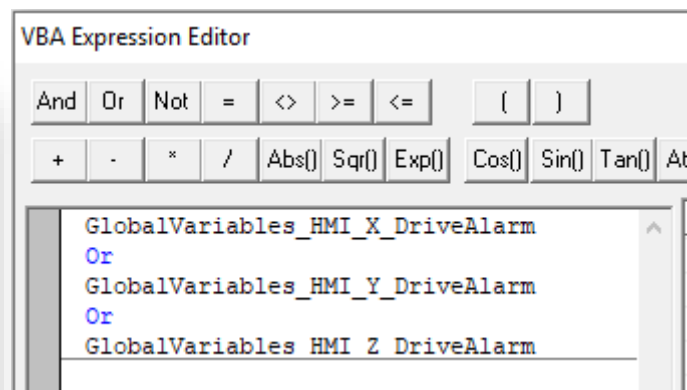 VBA Expression Editor
And Or Not = <> >= <= ( )
+ - * / Abs() Sqr() Exp() Cos() Sin() Tan()
GlobalVariables_HMI_X_DriveAlarm
Or
GlobalVariables_HMI_Y_DriveAlarm
Or
GlobalVariables_HMI_Z_DriveAlarm